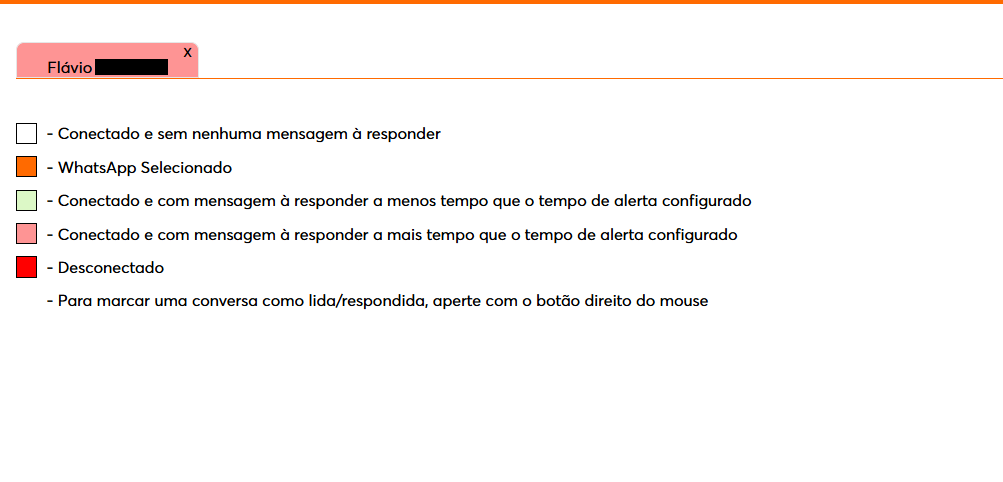 x
Flávio
- Conectado e sem nenhuma mensagem à responder
- WhatsApp Selecionado
- Conectado e com mensagem à responder a menos tempo que o tempo de alerta configurado
- Conectado e com mensagem à responder a mais tempo que o tempo de alerta configurado
- Desconectado
- Para marcar uma conversa como lida/respondida, aperte com o botão direito do mouse